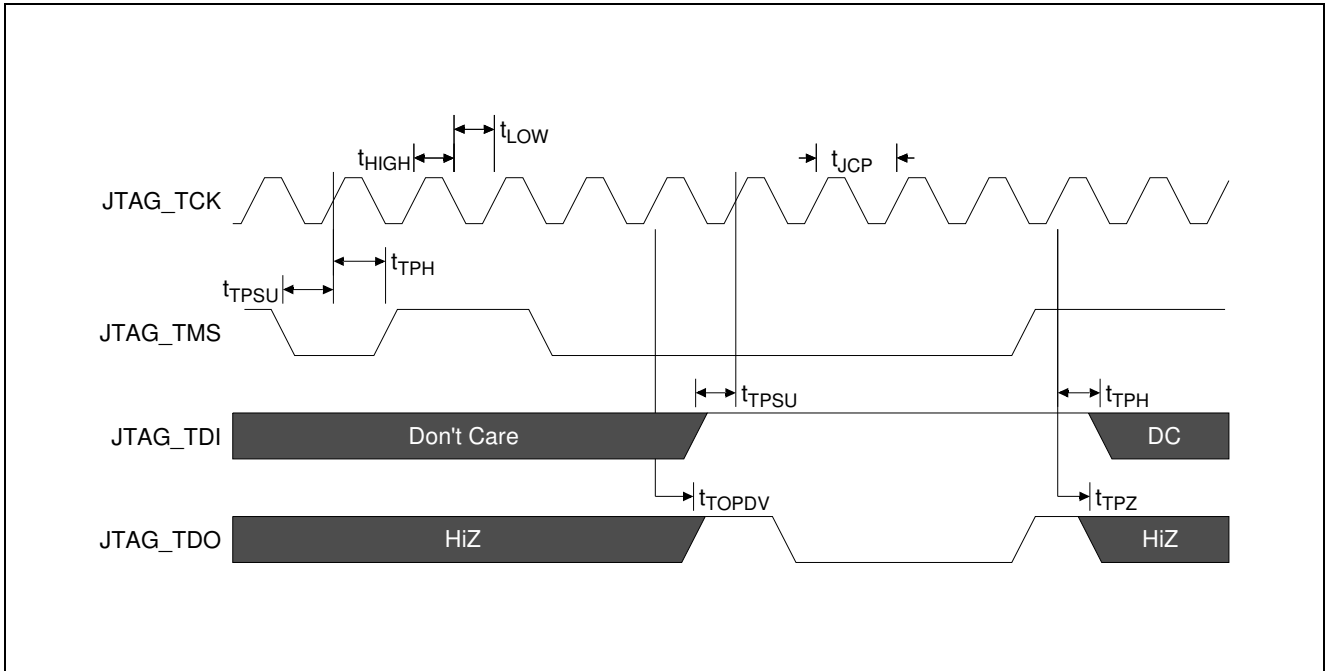 tLOW
tHIGH
tJCP
JTAG_TCK
tTPH
tTPSU
JTAG_TMS
tTPSU
tTPH
JTAG_TDI
Don't Care
DC
tTOPDV
tTPZ
JTAG_TDO
HiZ
HiZ